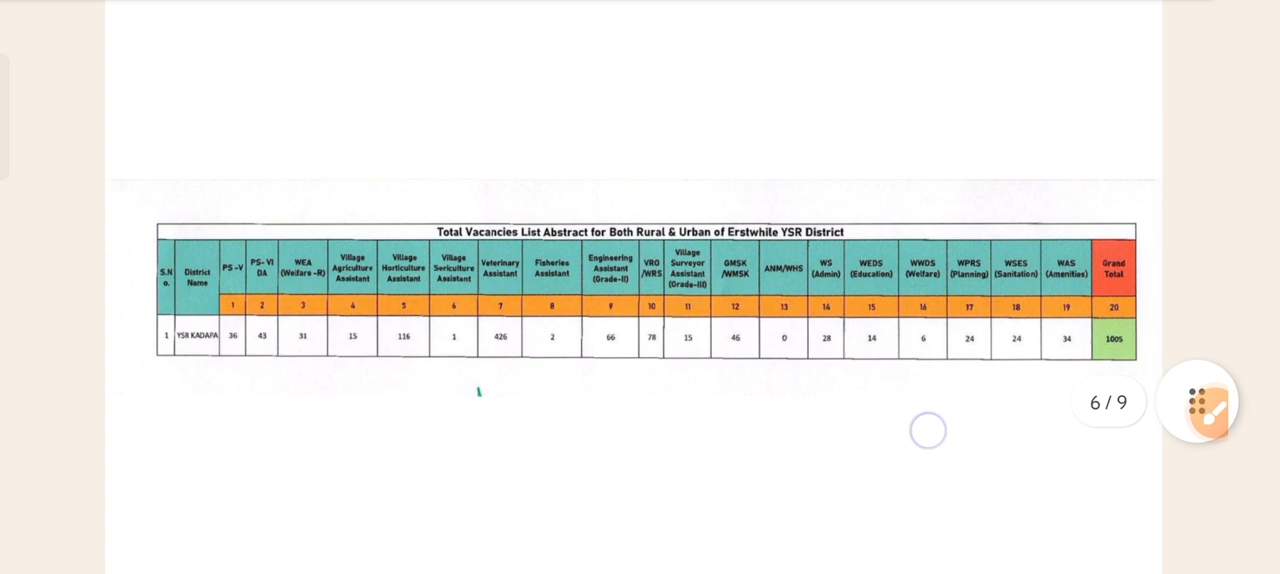 Total Vacancies List Abstract for Both Rural & Urban of Erstwhile YSR District
S.N o. District Name PS-V PS- VI DA WEA (Welfare -R) Village Agriculture Assistant Village Horticulture Assistant Village Sericulture Assistant Veterinary Assistant Fisheries Assistant Engineering Assistant (Grade-II) VRO /WRS Village Surveyor Assistant (Grade-III) GMSK /WMSK ANM/WHS WS (Admin) WEDS (Education) WWDS (Welfare) WPRS (Planning) WSES (Sanitation) WAS (Amenities) Grand Total
1 2 3 4 5 6 7 8 9 10 11 12 13 14 15 16 17 18 19 20
1 YSR KADAPA 36 43 31 15 116 1 426 2 66 78 15 46 0 28 14 6 24 24 34 1005
6 / 9